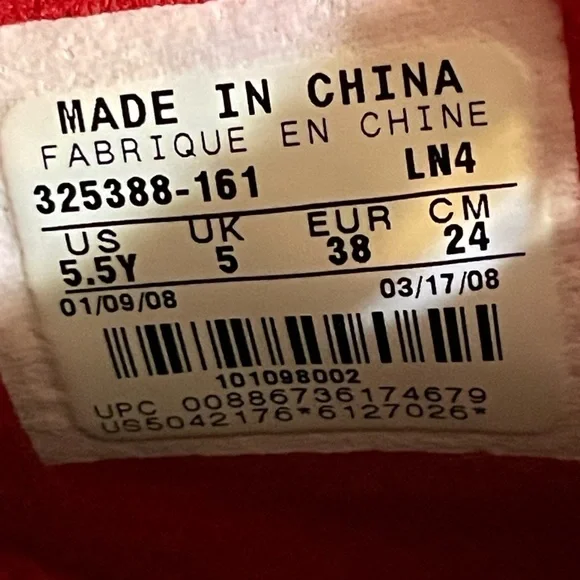 MADE IN CHINA
FABRIQUE EN CHINE
325388-161 LN4
US UK EUR CM
5.5Y 5 38 24
01/09/08 03/17/08
101098002
UPC 00886736174679
US5042176*6127026*